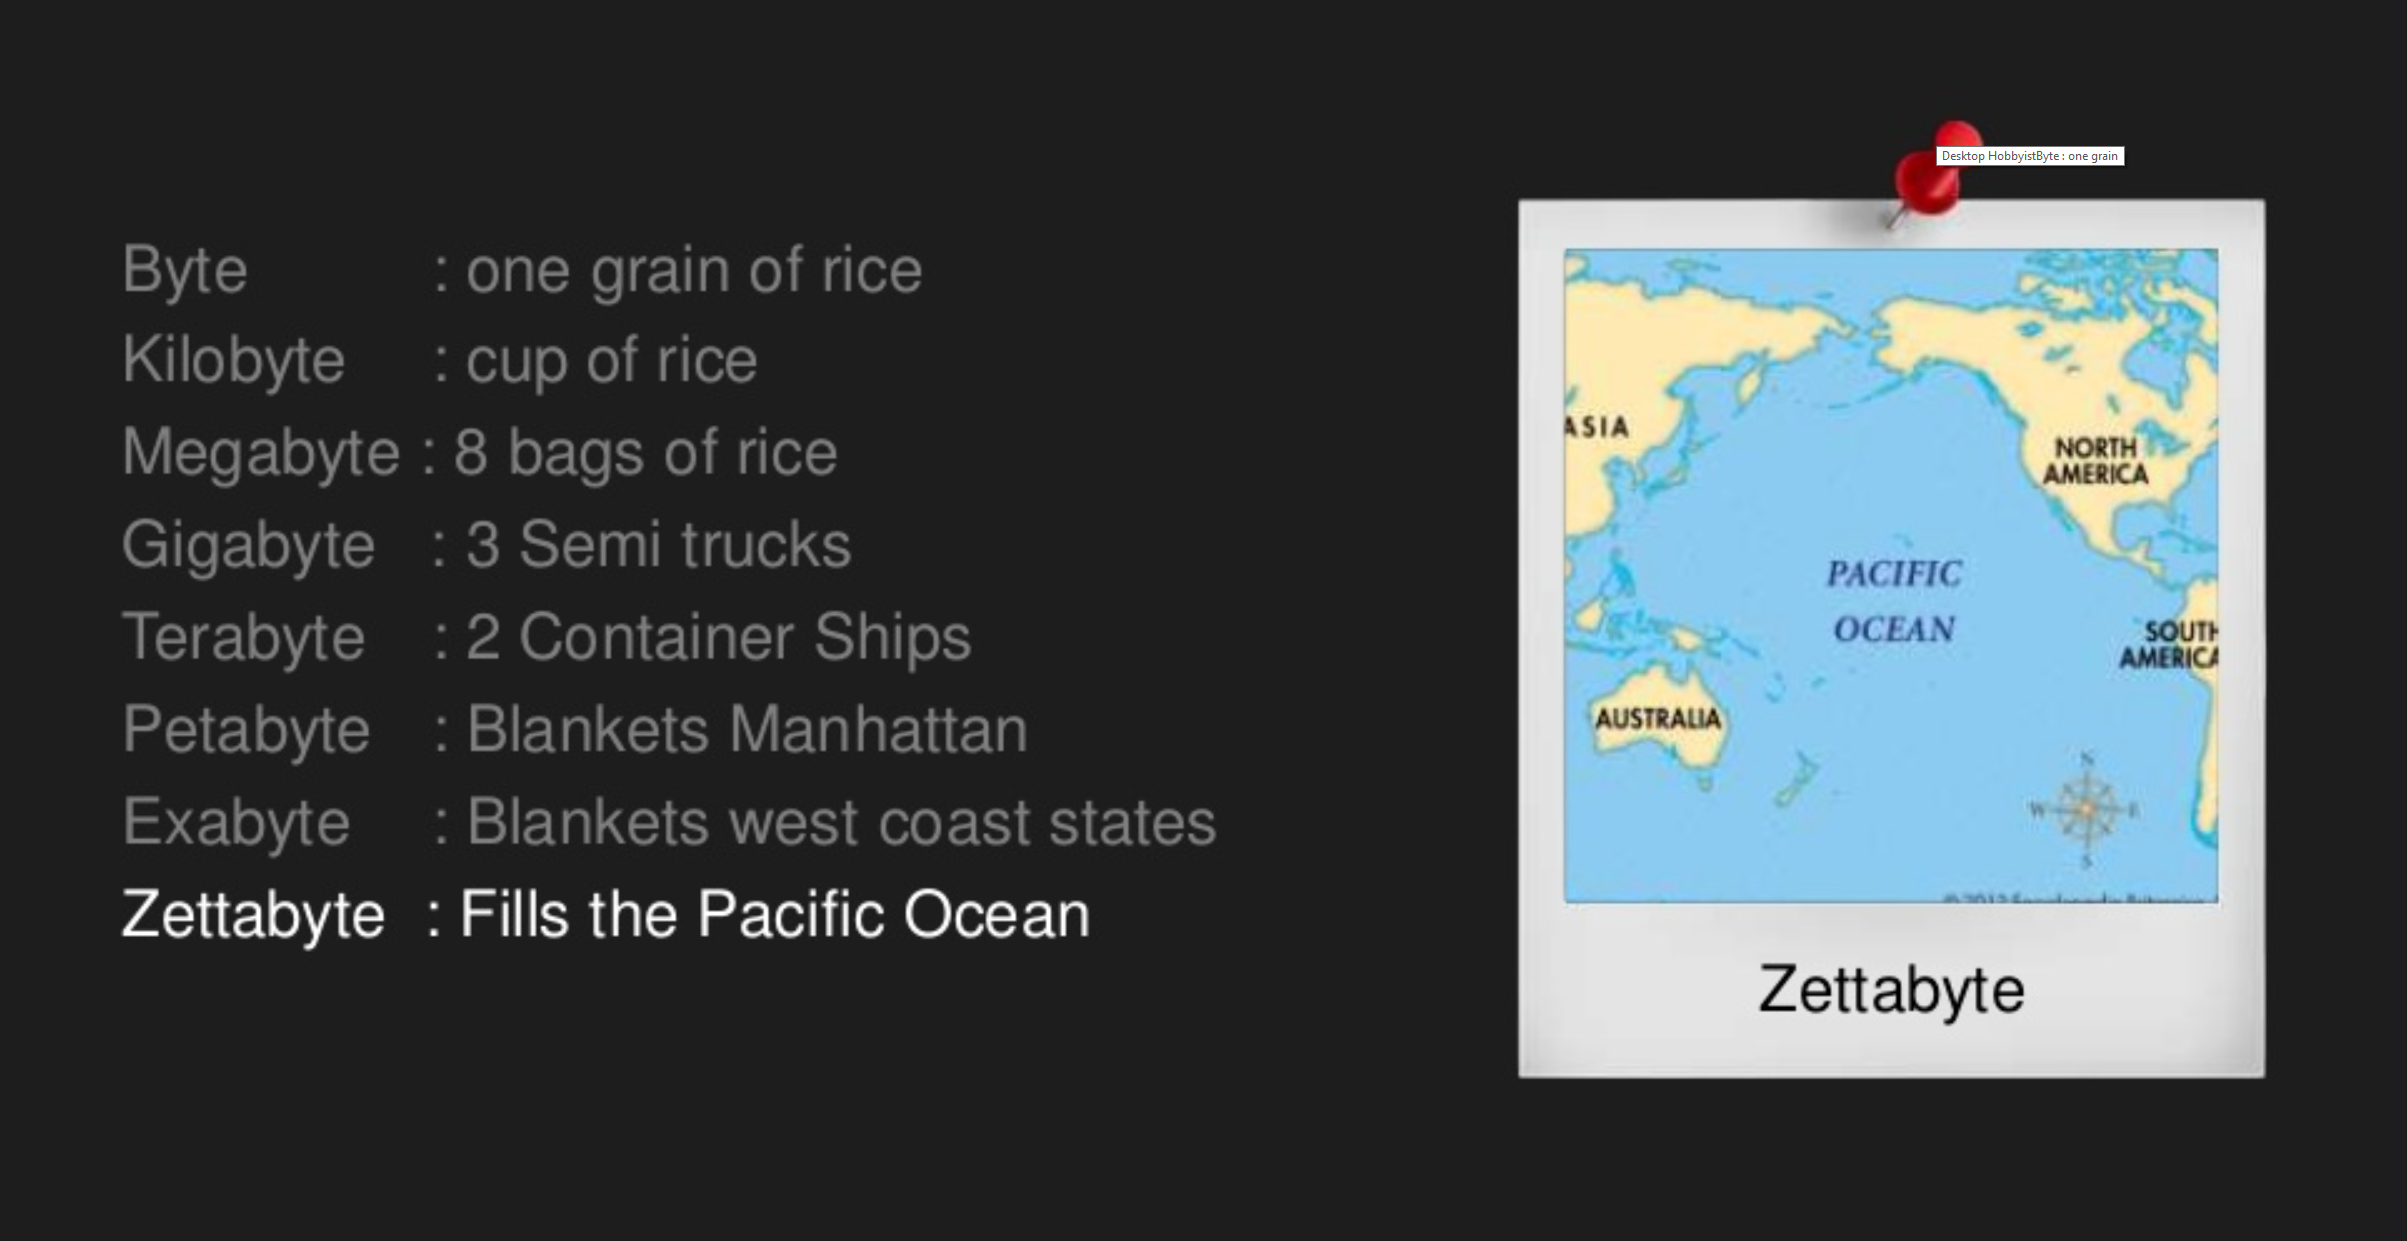 Desktop HobbyistByte : one grain
Byte : one grain of rice
Kilobyte : cup of rice
Megabyte : 8 bags of rice
Gigabyte : 3 Semi trucks
Terabyte : 2 Container Ships
Petabyte : Blankets Manhattan
Exabyte : Blankets west coast states
Zettabyte : Fills the Pacific Ocean
ASIA
NORTH
AMERICA
PACIFIC
OCEAN
SOUTH
AMERICA
AUSTRALIA
N
W E
S
Zettabyte